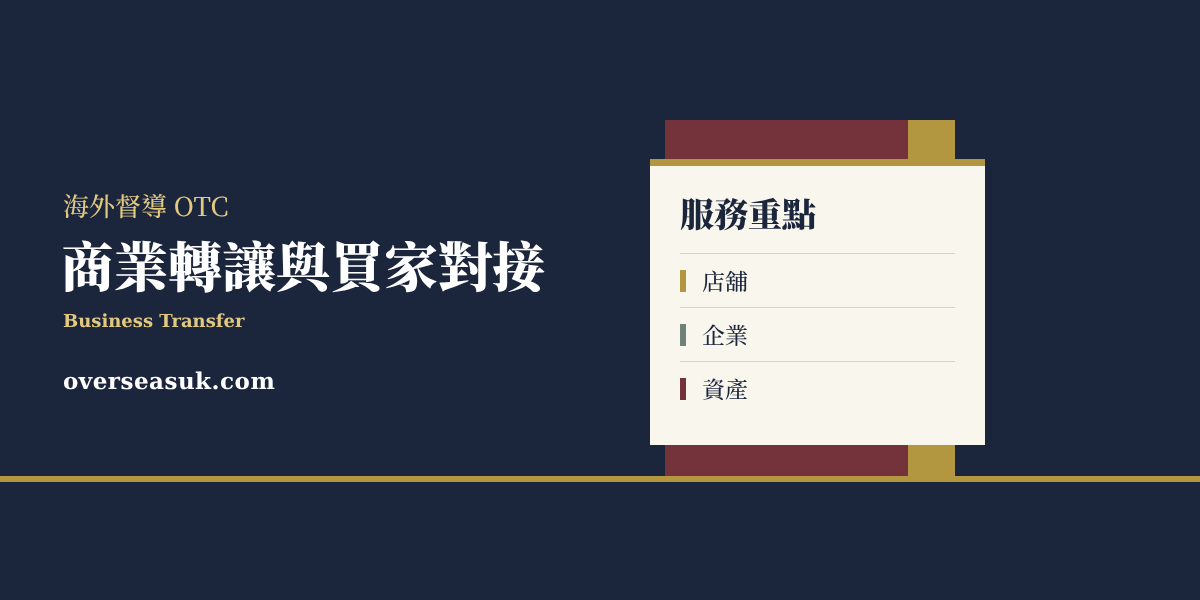 海外督導 OTC
商業轉讓與買家對接
Business Transfer
overseasuk.com
服務重點
店舖
企業
資產